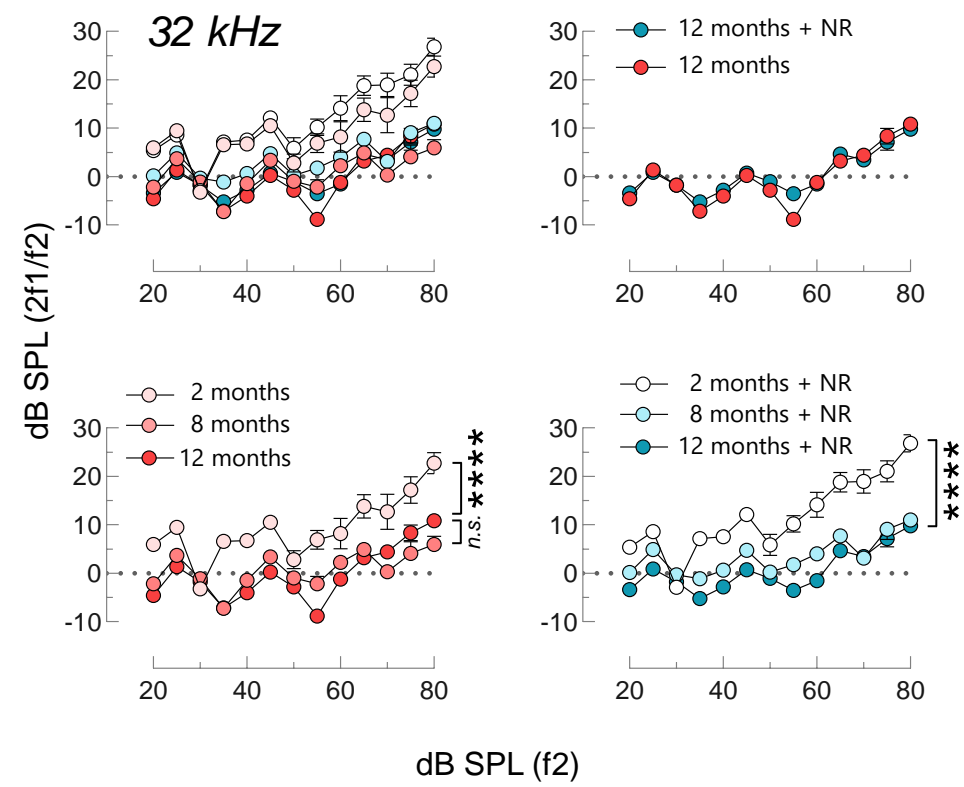 32 kHz
30
20
10
0
-10
20 40 60 80
12 months + NR
12 months
30
20
10
0
-10
20 40 60 80
dB SPL (2f1/f2)
2 months
8 months
12 months
30
20
10
0
-10
20 40 60 80
****
n.s.
2 months + NR
8 months + NR
12 months + NR
30
20
10
0
-10
20 40 60 80
****
dB SPL (f2)